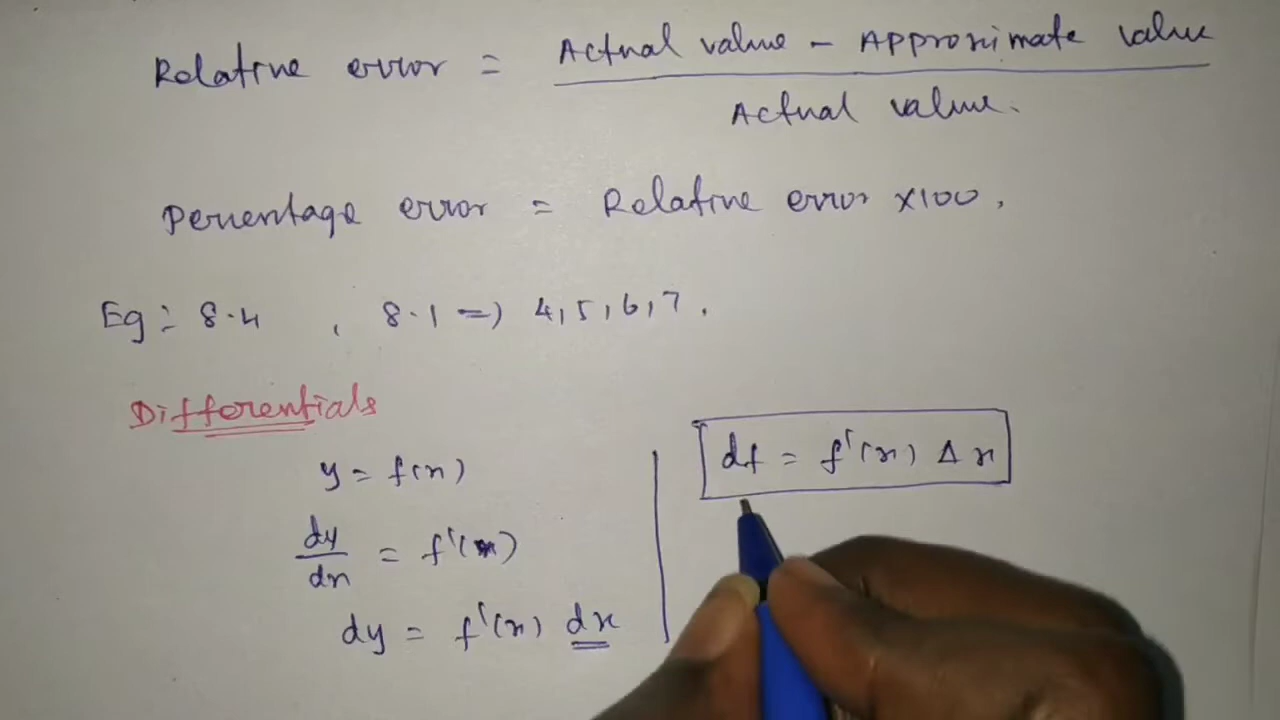 Relative error = Actual value - Approximate value
Actual value.
Percentage error = Relative error x100.
Eg: 8.4 , 8.1 => 4,5,6,7.
Differentials
y = f(x)
dy/dx = f'(x)
dy = f'(x) dx
df = f'(x) Δx